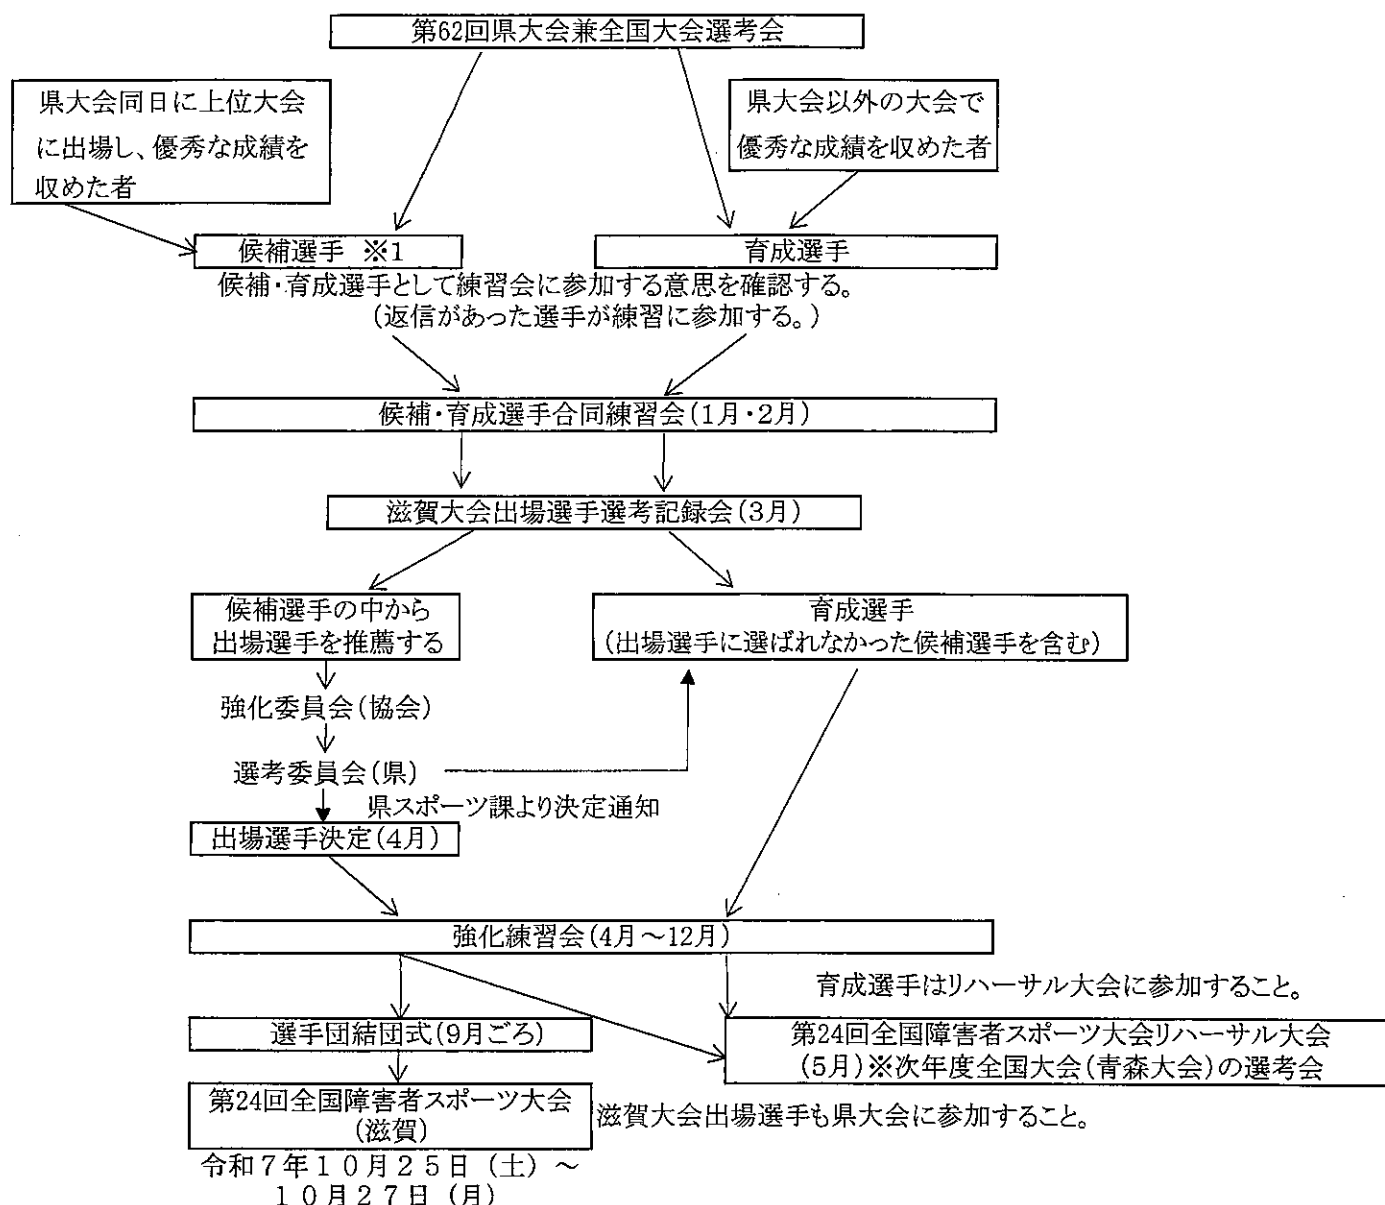 第62回県大会兼全国大会選考会
県大会同日に上位大会
に出場し、優秀な成績を
収めた者
県大会以外の大会で
優秀な成績を収めた者
候補選手 ※1
育成選手
候補・育成選手として練習会に参加する意思を確認する。
(返信があった選手が練習に参加する。)
候補・育成選手合同練習会(1月・2月)
滋賀大会出場選手選考記録会(3月)
候補選手の中から
出場選手を推薦する
育成選手
(出場選手に選ばれなかった候補選手を含む)
強化委員会(協会)
選考委員会(県)
県スポーツ課より決定通知
出場選手決定(4月)
強化練習会(4月～12月)
育成選手はリハーサル大会に参加すること。
選手団結団式(9月ごろ)
第24回全国障害者スポーツ大会リハーサル大会
(5月)※次年度全国大会(青森大会)の選考会
第24回全国障害者スポーツ大会
(滋賀)
滋賀大会出場選手も県大会に参加すること。
令和7年10月25日(土)～
10月27日(月)